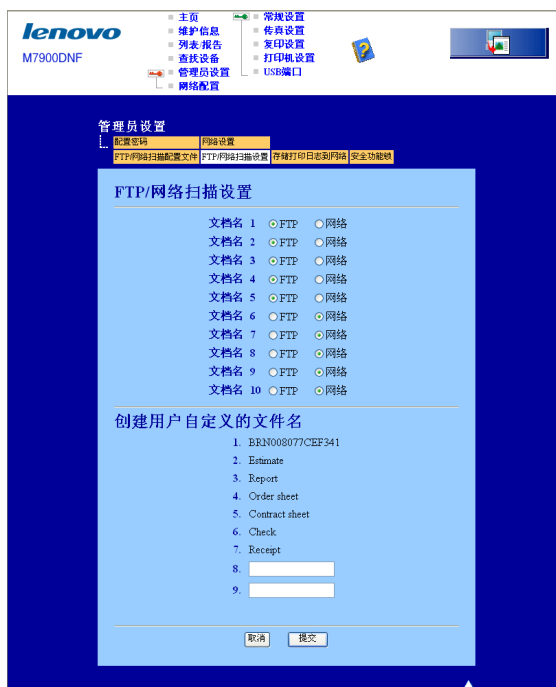 lenovo
M7900DNF
主页
维护信息
列表/报告
查找设备
管理员设置
网络配置
常规设置
传真设置
复印设置
打印机设置
USB端口
管理员设置
配置密码 网络设置
FTP/网络扫描配置文件 FTP/网络扫描设置 存储打印日志到网络 安全功能锁
FTP/网络扫描设置
文档名 1 FTP 网络
文档名 2 FTP 网络
文档名 3 FTP 网络
文档名 4 FTP 网络
文档名 5 FTP 网络
文档名 6 FTP 网络
文档名 7 FTP 网络
文档名 8 FTP 网络
文档名 9 FTP 网络
文档名 10 FTP 网络
创建用户自定义的文件名
1. BRN008077CEF341
2. Estimate
3. Report
4. Order sheet
5. Contract sheet
6. Check
7. Receipt
8.
9.
取消 提交